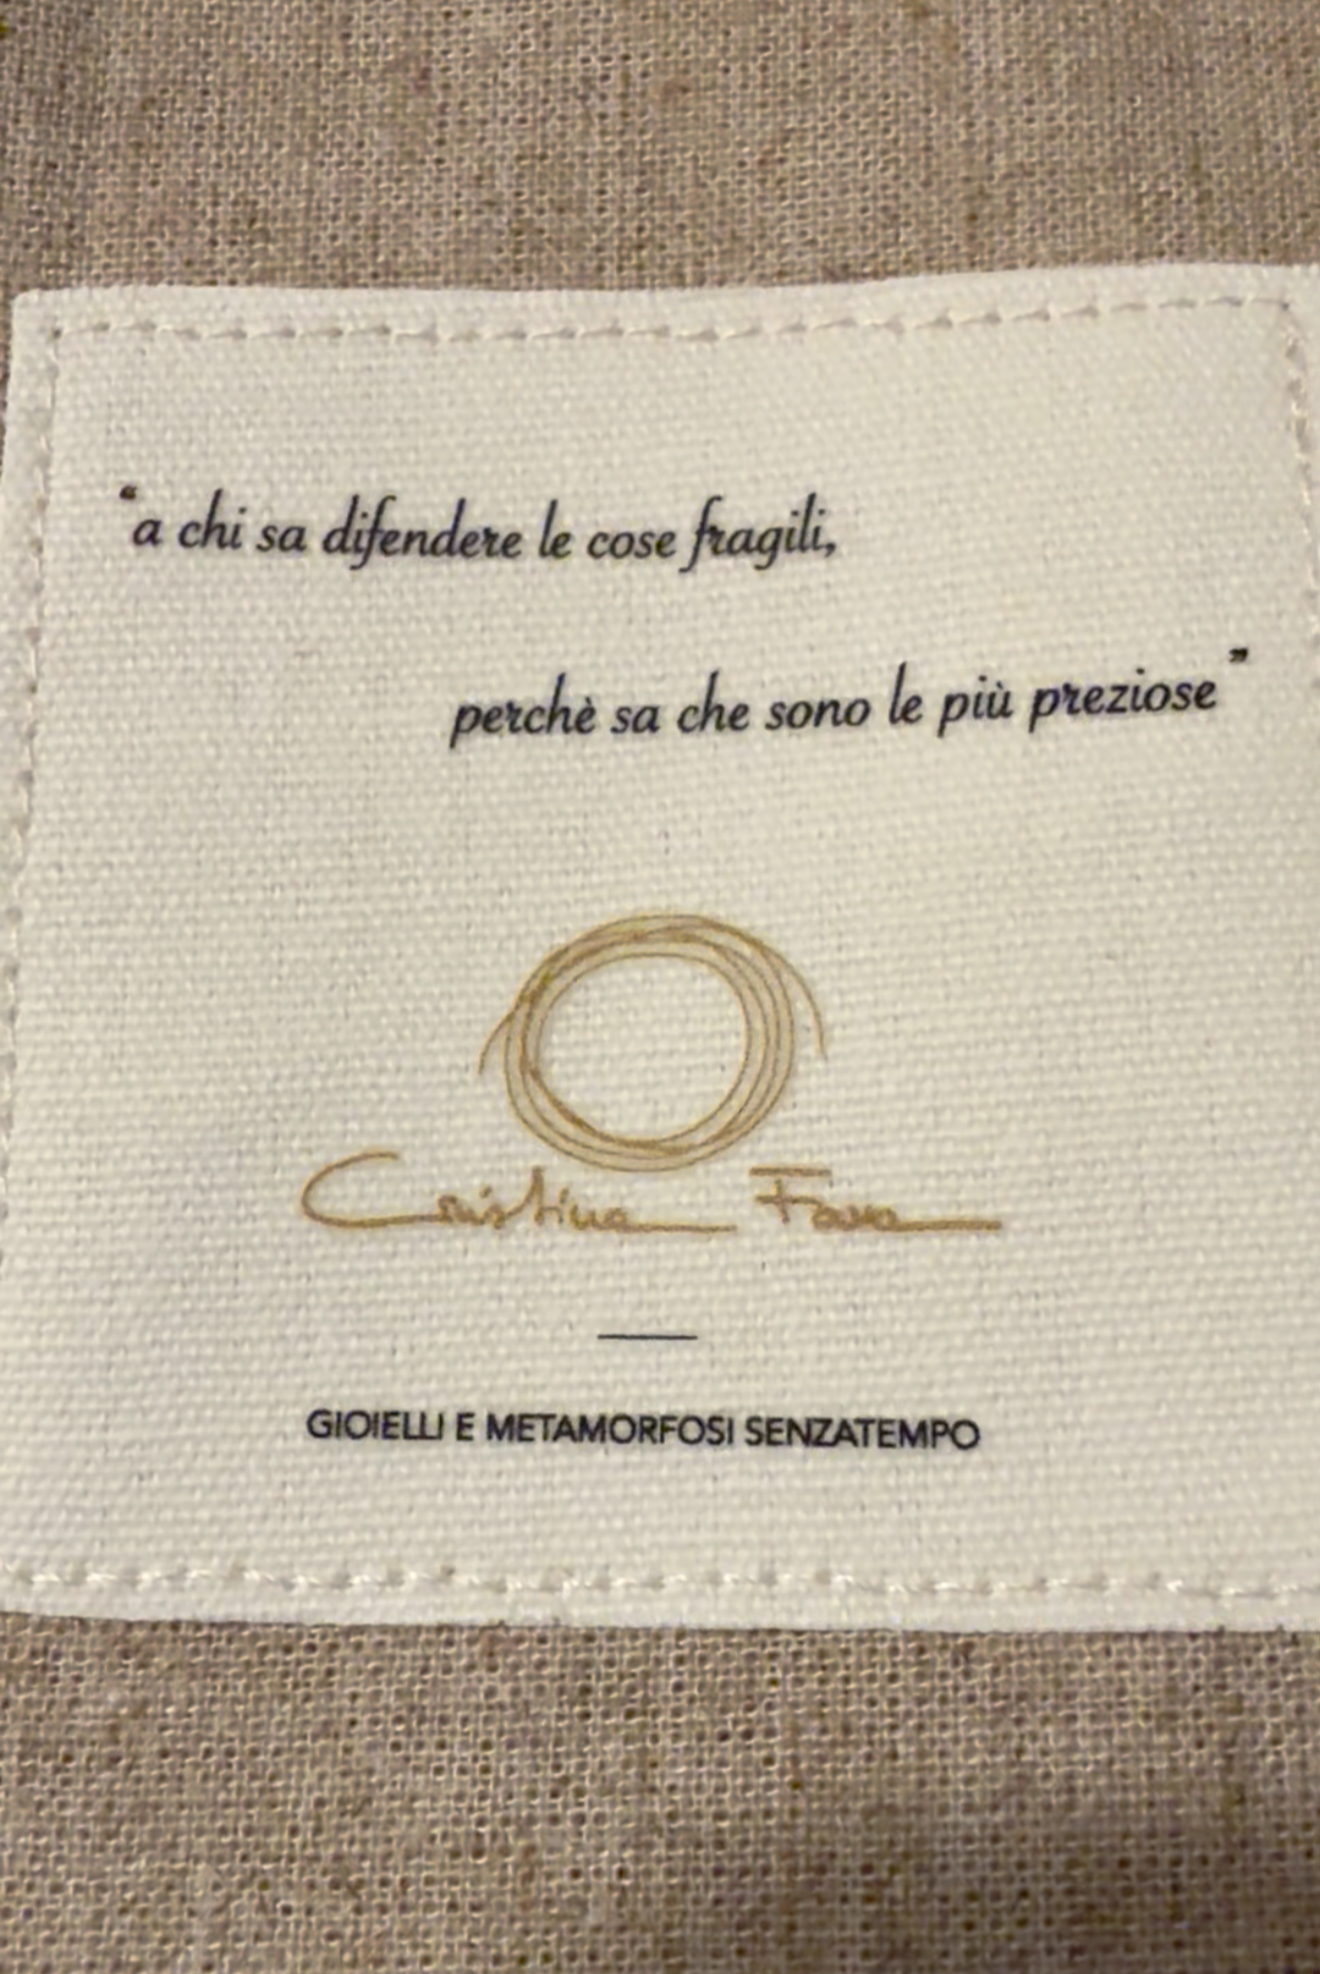 “a chi sa difendere le cose fragili,
perchè sa che sono le più preziose”
Cristina Fava
GIOIELLI E METAMORFOSI SENZATEMPO